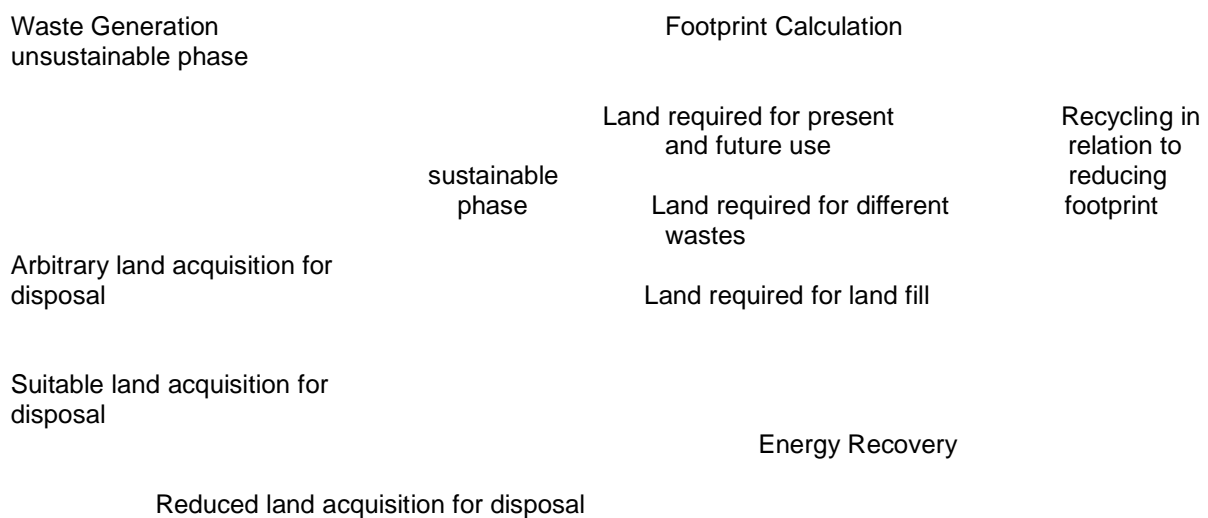 Waste Generation
unsustainable phase
Footprint Calculation
Land required for present
and future use
Recycling in
relation to
reducing
footprint
sustainable
phase
Land required for different
wastes
Arbitrary land acquisition for
disposal
Land required for land fill
Suitable land acquisition for
disposal
Energy Recovery
Reduced land acquisition for disposal